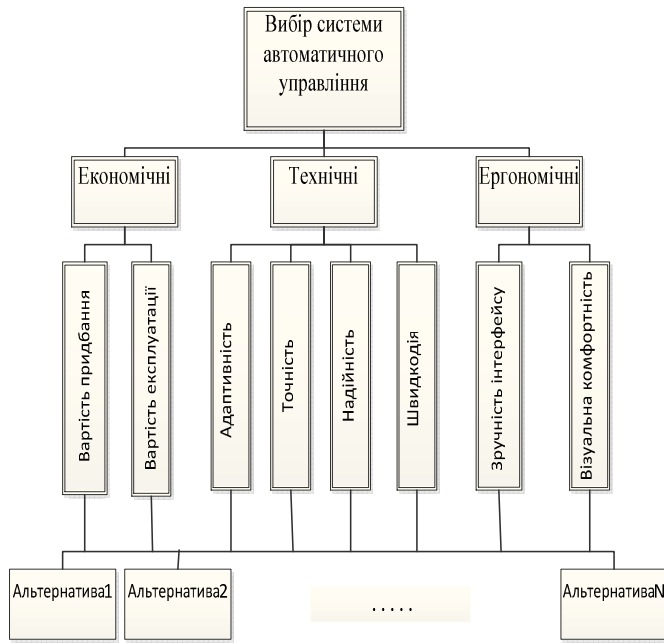 Вибір системи
автоматичного
управління
Економічні
Технічні
Ергономічні
Вартість придбання
Вартість експлуатації
Адаптивність
Точність
Надійність
Швидкодія
Зручність інтерфейсу
Візуальна комфортність
Альтернатива1
Альтернатива2
. . . . .
АльтернативаN